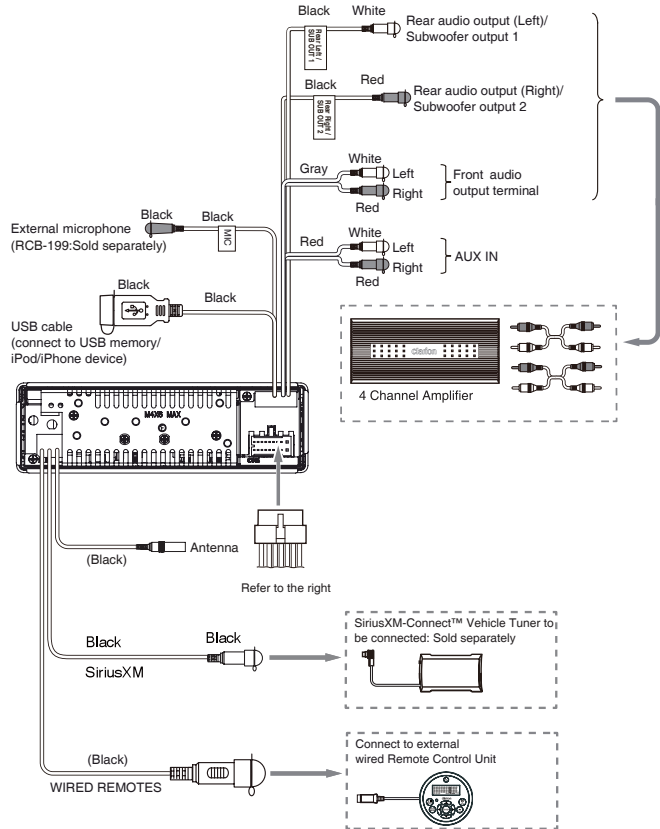 Black White
Rear audio output (Left)/
Subwoofer output 1
Rear Left /
SUB OUT 1
Black Red
Rear audio output (Right)/
Subwoofer output 2
Rear Right /
SUB OUT 2
Gray White
Left
Right
Red
Front audio
output terminal
External microphone
(RCB-199:Sold separately)
Black Black
MIC
Red White
Left
Right
Red
AUX IN
Black
Black
USB cable
(connect to USB memory/
iPod/iPhone device)
clarion
4 Channel Amplifier
M4X6 MAX
(Black)
Antenna
Refer to the right
Black Black
SiriusXM
SiriusXM-Connect™ Vehicle Tuner to
be connected: Sold separately
(Black)
WIRED REMOTES
Connect to external
wired Remote Control Unit